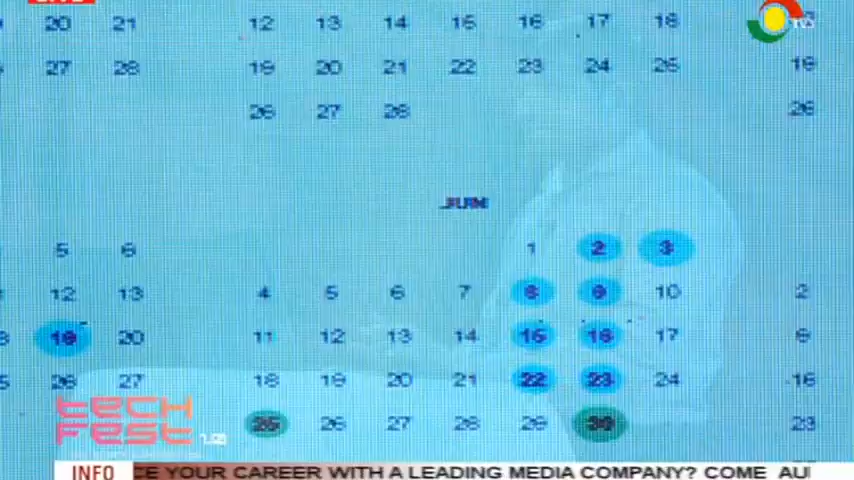 LIVE
20 21 12 13 14 15 16 17 18
27 28 19 20 21 22 23 24 25 19
26 27 28 26
JUN
5 6 1 2 3
12 13 4 5 6 7 8 9 10 2
19 20 11 12 13 14 15 16 17 9
26 27 18 19 20 21 22 23 24 16
25 26 27 28 29 30 23
TECH
FEST
INFO CE YOUR CAREER WITH A LEADING MEDIA COMPANY? COME AU